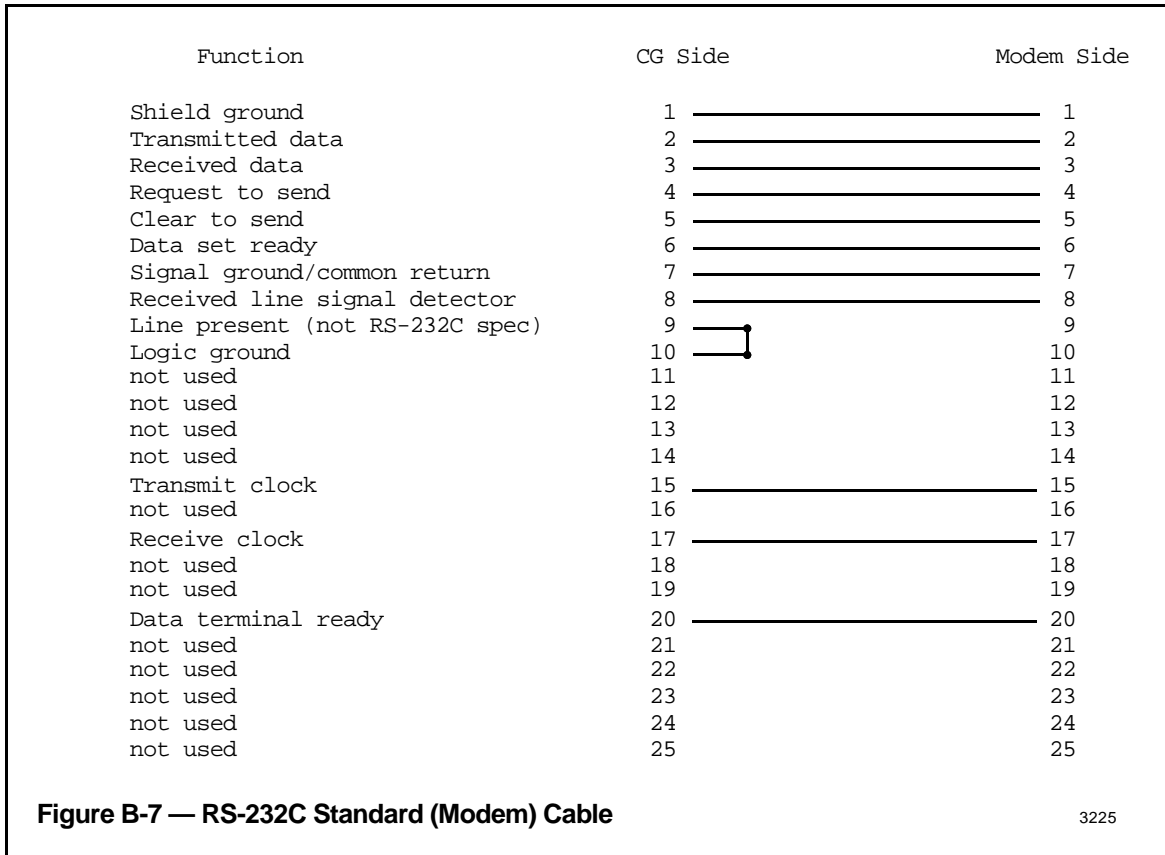 Function CG Side Modem Side
Shield ground 1 1
Transmitted data 2 2
Received data 3 3
Request to send 4 4
Clear to send 5 5
Data set ready 6 6
Signal ground/common return 7 7
Received line signal detector 8 8
Line present (not RS-232C spec) 9 9
Logic ground 10 10
not used 11 11
not used 12 12
not used 13 13
not used 14 14
Transmit clock 15 15
not used 16 16
Receive clock 17 17
not used 18 18
not used 19 19
Data terminal ready 20 20
not used 21 21
not used 22 22
not used 23 23
not used 24 24
not used 25 25
Figure B-7 — RS-232C Standard (Modem) Cable 3225